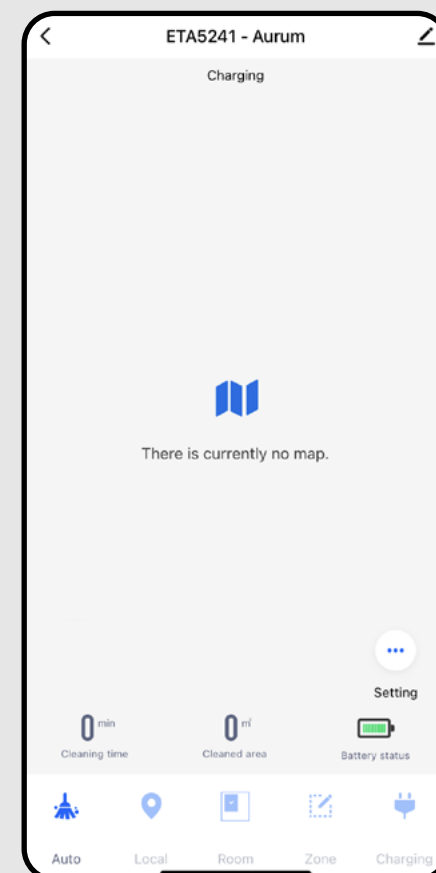 ETA5241 - Aurum
Charging
There is currently no map.
Setting
0 min
0 ㎡
Cleaning time
Cleaned area
Battery status
Auto
Local
Room
Zone
Charging